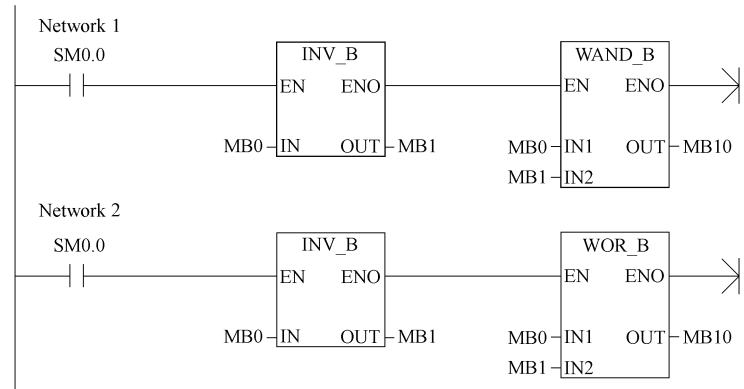 Network 1
SM0.0
INV_B
WAND_B
EN ENO
EN ENO
MB0 IN OUT MB1
MB0 IN1 OUT MB10
MB1 IN2
Network 2
SM0.0
INV_B
WOR_B
EN ENO
EN ENO
MB0 IN OUT MB1
MB0 IN1 OUT MB10
MB1 IN2